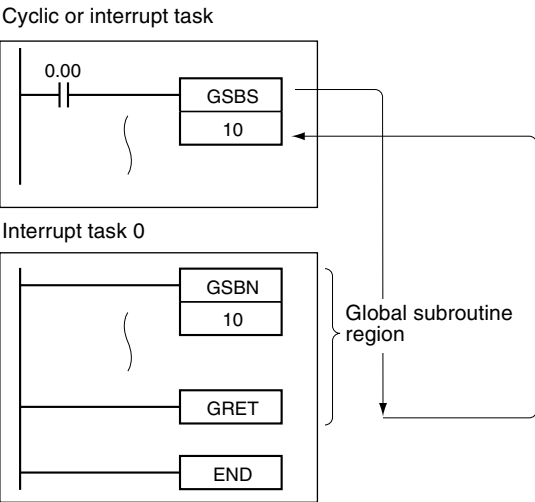 Cyclic or interrupt task
0.00
GSBS
10
Interrupt task 0
GSBN
10
Global subroutine
region
GRET
END